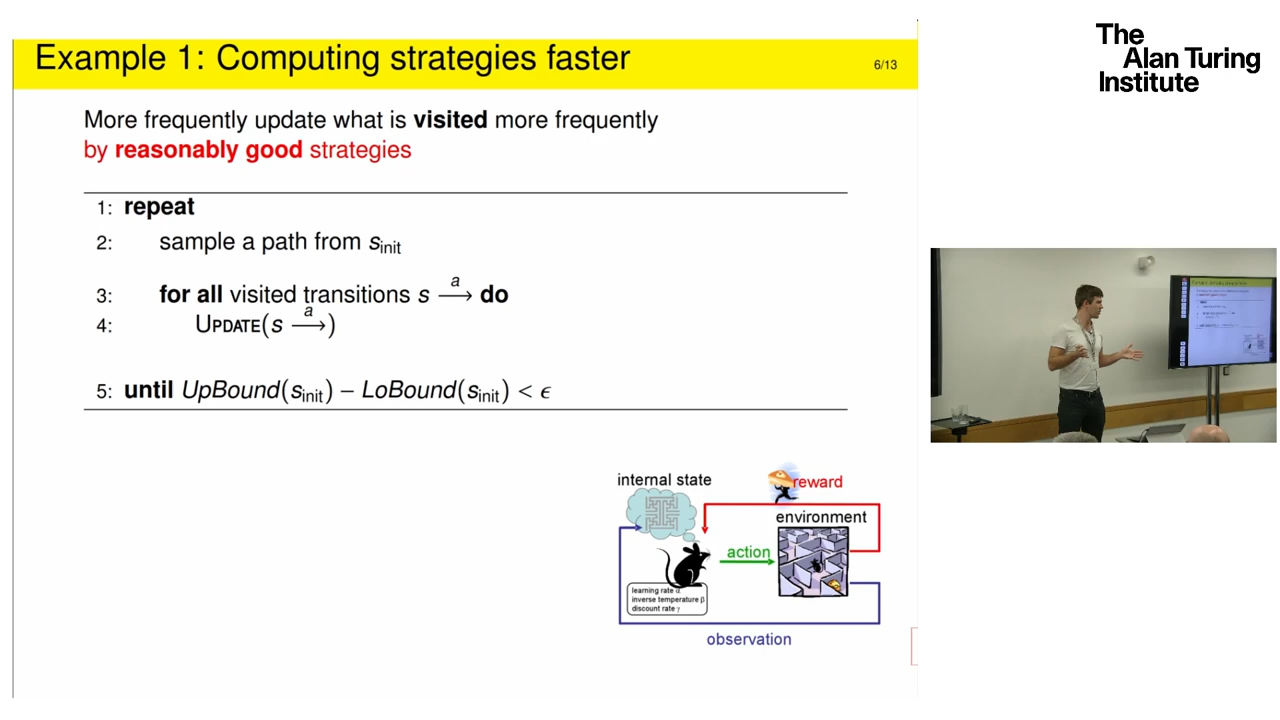 Example 1: Computing strategies faster
6/13
The
Alan Turing
Institute
More frequently update what is visited more frequently
by reasonably good strategies
1: repeat
2: sample a path from s_init
3: for all visited transitions s —a→ do
4: UPDATE(s —a→)
5: until UpBound(s_init) − LoBound(s_init) < ϵ
internal state
reward
environment
action
learning rate α
inverse temperature β
discount rate γ
observation